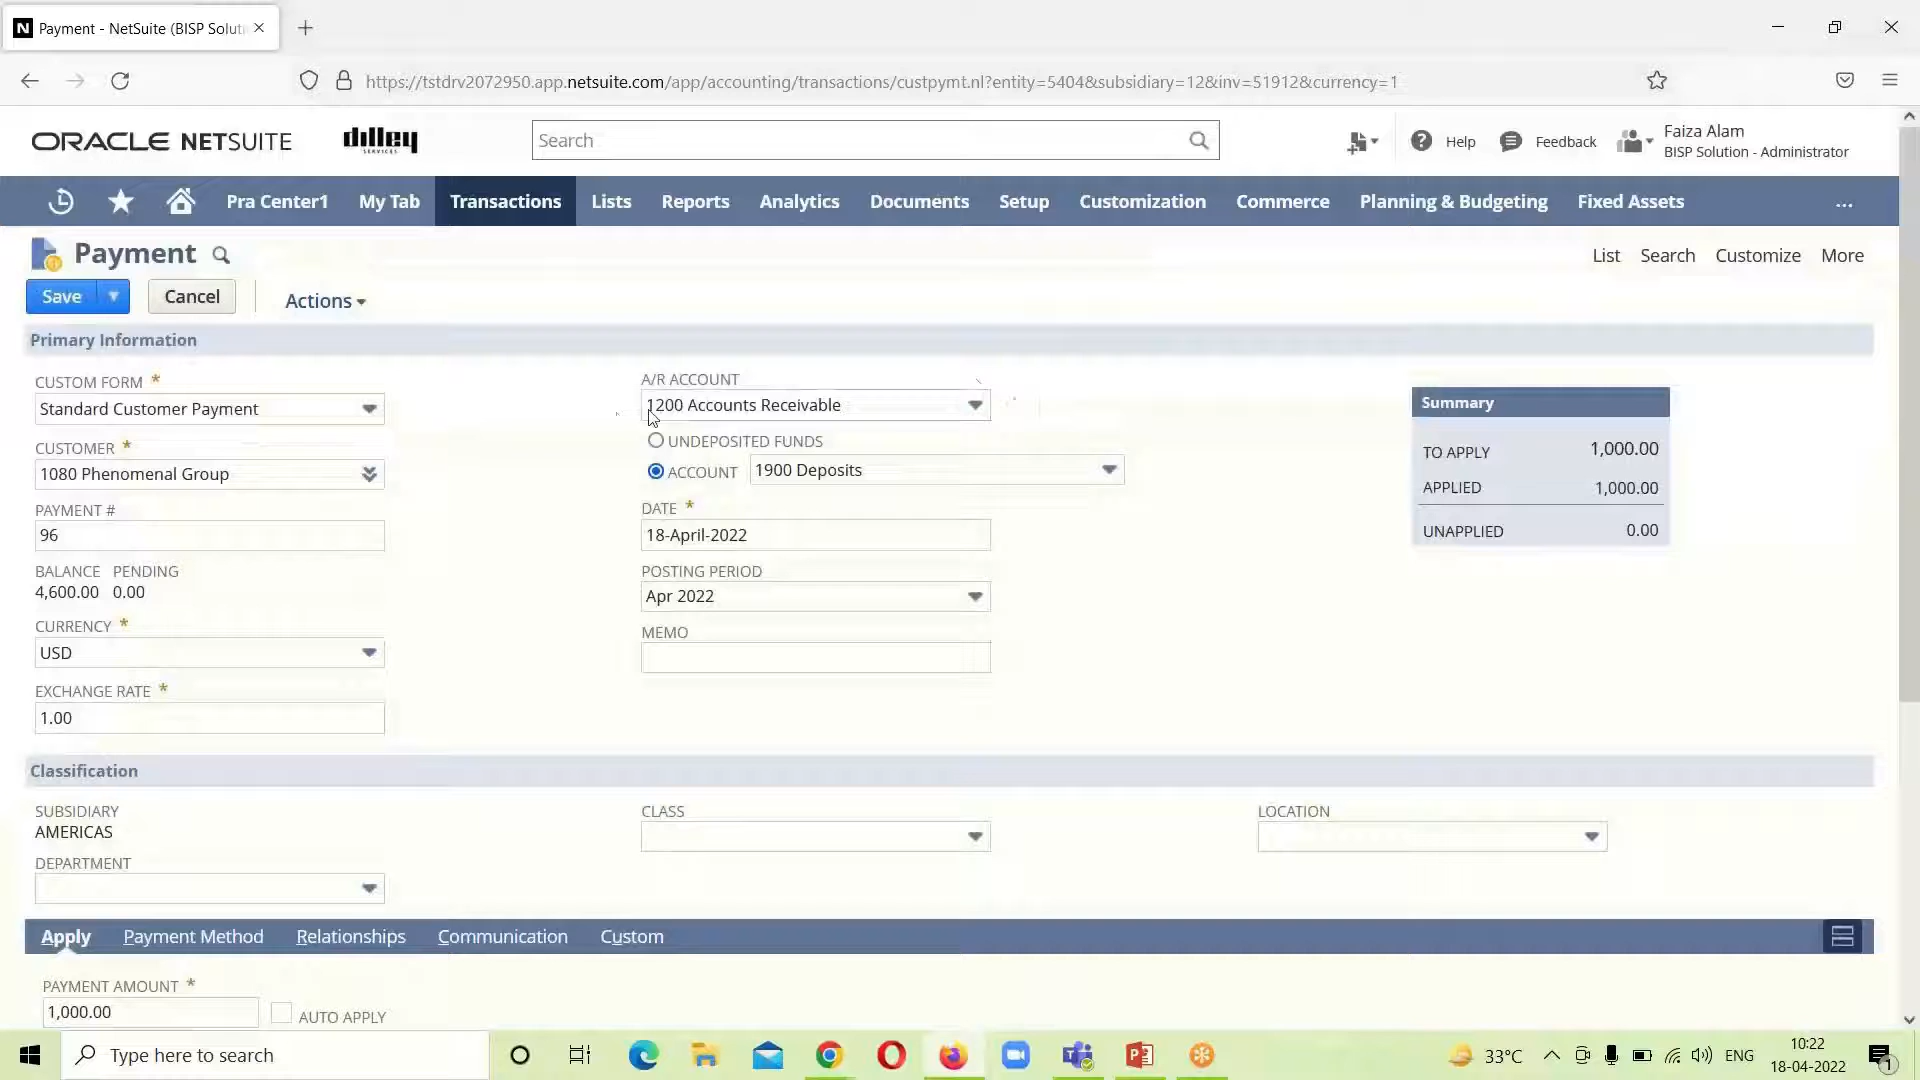 Payment - NetSuite (BISP Soluti
https://tstdrv2072950.app.netsuite.com/app/accounting/transactions/custpymt.nl?entity=5404&subsidiary=12&inv=51912&currency=1
ORACLE NETSUITE
dilley
SERVICES
Search
Help
Feedback
Faiza Alam
BISP Solution - Administrator
Pra Center1 My Tab Transactions Lists Reports Analytics Documents Setup Customization Commerce Planning & Budgeting Fixed Assets ...
Payment
List Search Customize More
Save Cancel Actions
Primary Information
CUSTOM FORM *
Standard Customer Payment
CUSTOMER *
1080 Phenomenal Group
PAYMENT #
96
BALANCE PENDING
4,600.00 0.00
CURRENCY *
USD
EXCHANGE RATE *
1.00
A/R ACCOUNT
1200 Accounts Receivable
UNDEPOSITED FUNDS
ACCOUNT 1900 Deposits
DATE *
18-April-2022
POSTING PERIOD
Apr 2022
MEMO
Summary
TO APPLY 1,000.00
APPLIED 1,000.00
UNAPPLIED 0.00
Classification
SUBSIDIARY
AMERICAS
DEPARTMENT
CLASS
LOCATION
Apply Payment Method Relationships Communication Custom
PAYMENT AMOUNT *
1,000.00
AUTO APPLY
Type here to search
33°C
ENG
10:22
18-04-2022
1